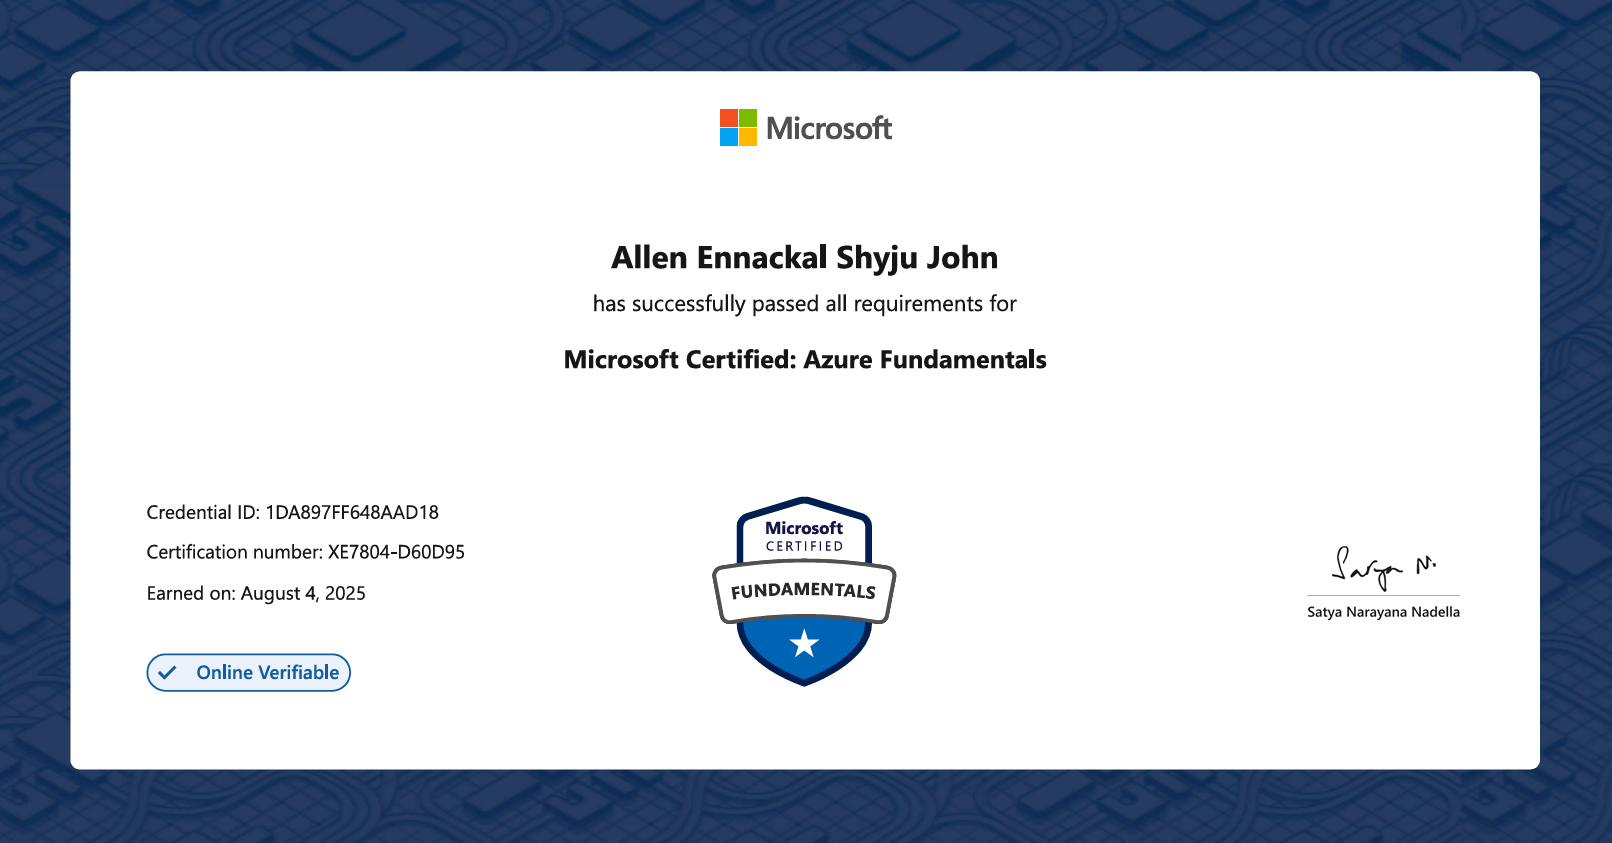 Microsoft
Allen Ennackal Shyju John
has successfully passed all requirements for
Microsoft Certified: Azure Fundamentals
Credential ID: 1DA897FF648AAD18
Certification number: XE7804-D60D95
Earned on: August 4, 2025
Online Verifiable
Microsoft
CERTIFIED
FUNDAMENTALS
Satya N.
Satya Narayana Nadella